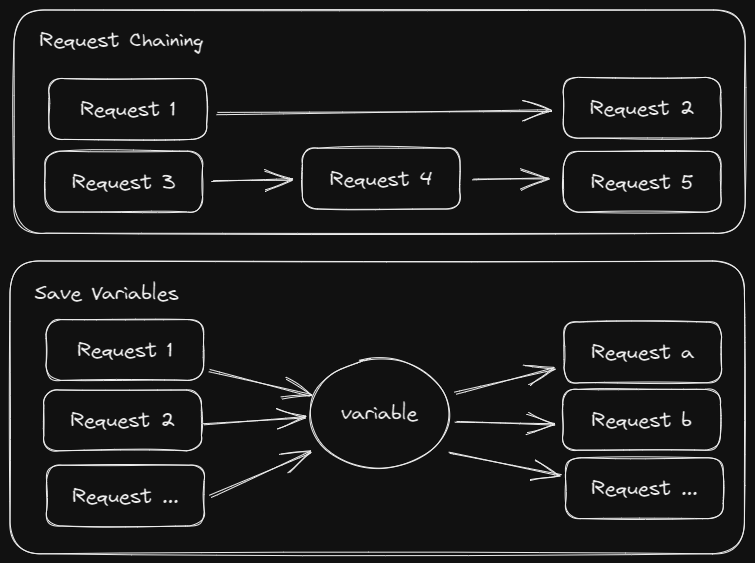 Request Chaining
Request 1
Request 2
Request 3
Request 4
Request 5
Save Variables
Request 1
Request a
Request 2
variable
Request b
Request ...
Request ...